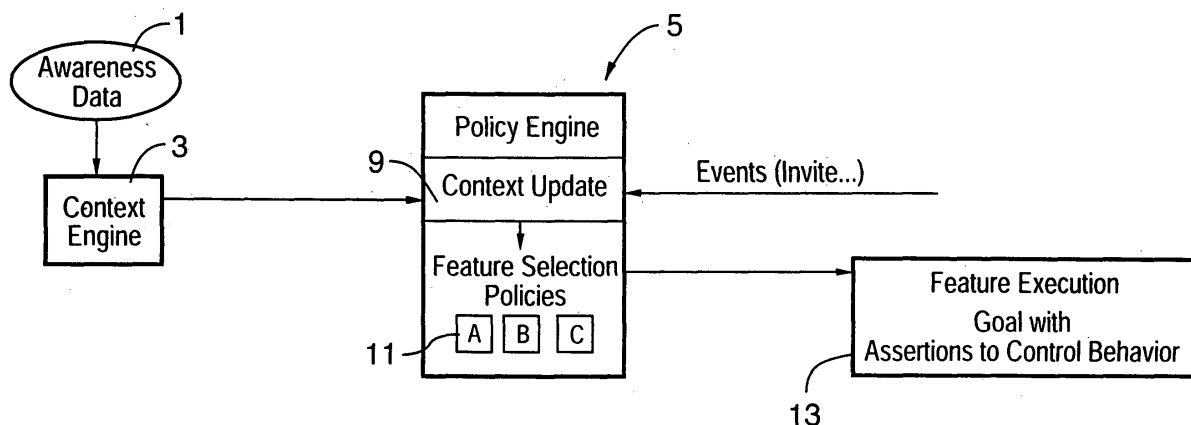 1
5
Awareness
Data
3
Policy Engine
9
Context Update
Events (Invite...)
Context
Engine
Feature Selection
Policies
A B C
11
Feature Execution
Goal with
Assertions to Control Behavior
13